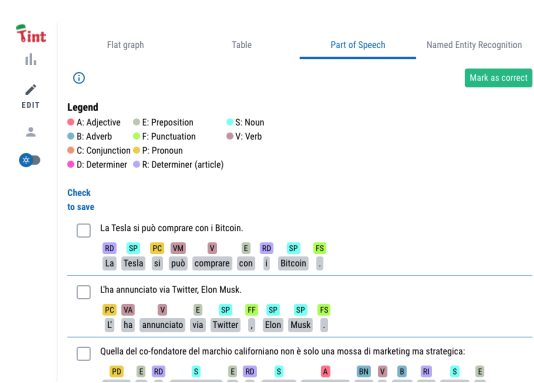 Tint
Flat graph Table Part of Speech Named Entity Recognition
Mark as correct
EDIT
Legend
A: Adjective E: Preposition S: Noun
B: Adverb F: Punctuation V: Verb
C: Conjunction P: Pronoun
D: Determiner R: Determiner (article)
Check
to save
La Tesla si può comprare con i Bitcoin.
RD SP PC VM V E RD SP FS
La Tesla si può comprare con i Bitcoin .
L'ha annunciato via Twitter, Elon Musk.
PC VA V E SP FF SP SP FS
L' ha annunciato via Twitter , Elon Musk .
Quella del co-fondatore del marchio californiano non è solo una mossa di marketing ma strategica:
PD E RD S E RD S A BN V B RI S E